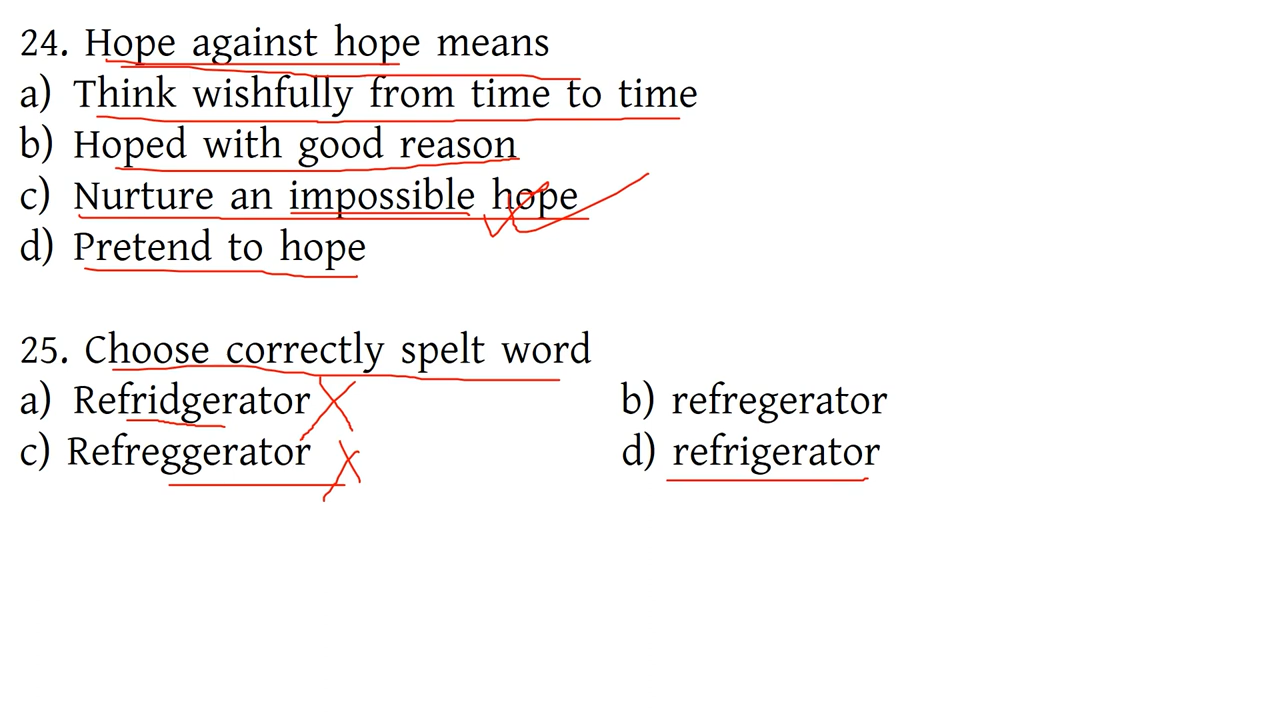 24. Hope against hope means
a) Think wishfully from time to time
b) Hoped with good reason
c) Nurture an impossible hope
d) Pretend to hope
25. Choose correctly spelt word
a) Refridgerator b) refregerator
c) Refreggerator d) refrigerator